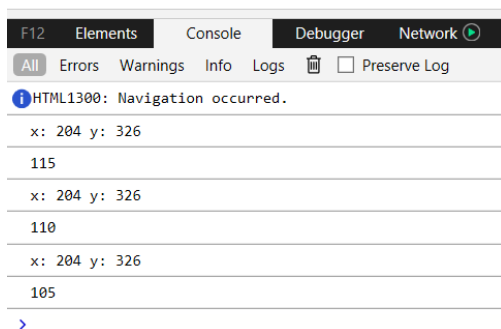 F12 Elements Console Debugger Network
All Errors Warnings Info Logs Preserve Log
HTML1300: Navigation occurred.
x: 204 y: 326
115
x: 204 y: 326
110
x: 204 y: 326
105
>